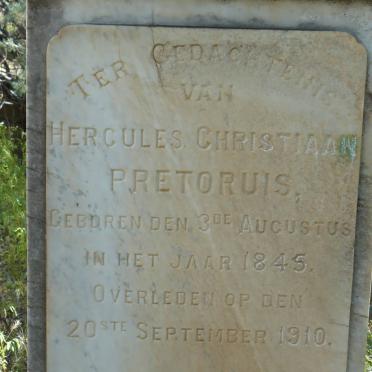 TER GEDACHTENIS
VAN
HERCULES CHRISTIAAN
PRETORUIS,
GEBOREN DEN 3DE AUGUSTUS
IN HET JAAR 1845.
OVERLEDEN OP DEN
20STE SEPTEMBER 1910.